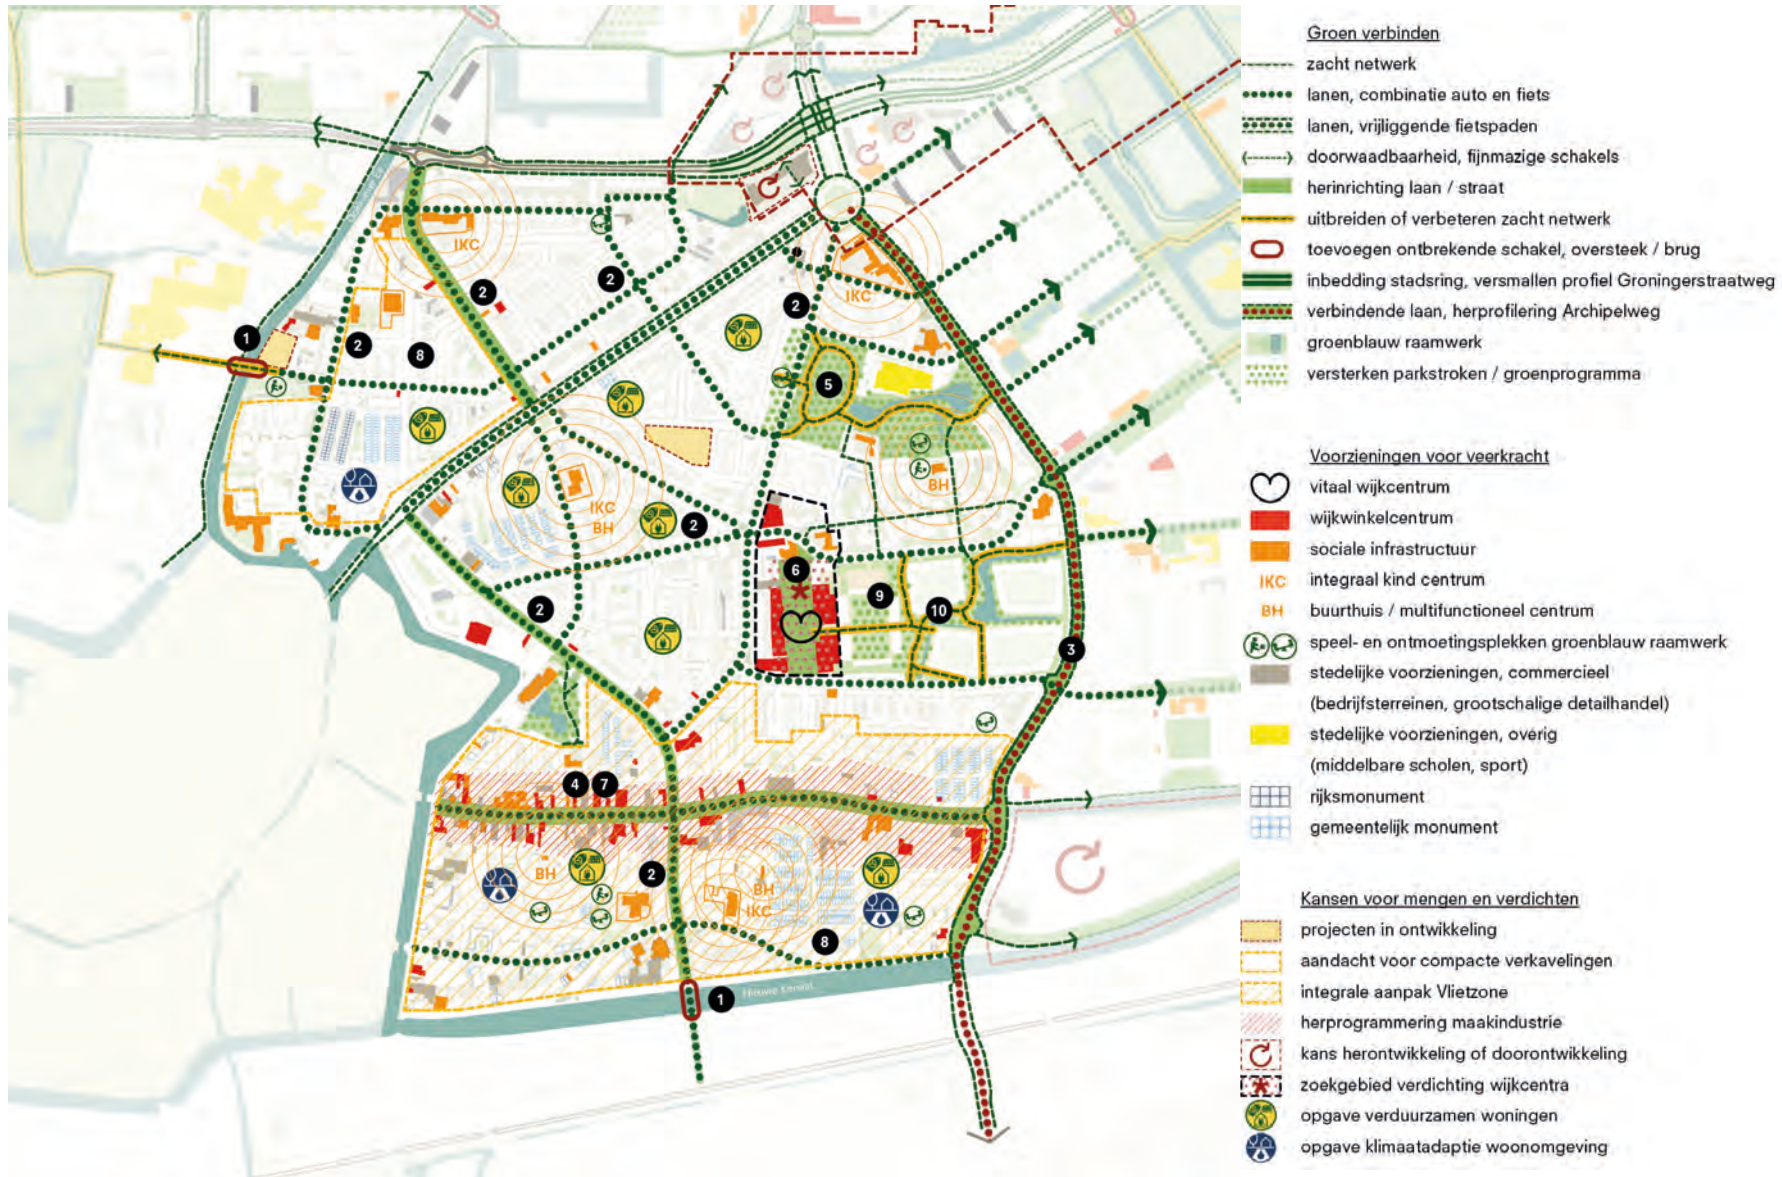 IKC
2
2
2
IKC
1
2
8
5
IKC
BH
2
BH
6
9
10
2
3
4
7
BH
2
BH
IKC
8
1
Groen verbinden
zacht netwerk
lanen, combinatie auto en fiets
lanen, vrijliggende fietspaden
doorwaadbaarheid, fijnmazige schakels
herinrichting laan / straat
uitbreiden of verbeteren zacht netwerk
toevoegen ontbrekende schakel, oversteek / brug
inbedding stadsring, versmallen profiel Groningerstraatweg
verbindende laan, herprofilering Archipelweg
groenblauw raamwerk
versterken parkstroken / groenprogramma
Voorzieningen voor veerkracht
vitaal wijkcentrum
wijkwinkelcentrum
sociale infrastructuur
IKC integraal kind centrum
BH buurthuis / multifunctioneel centrum
speel- en ontmoetingsplekken groenblauw raamwerk
stedelijke voorzieningen, commercieel
(bedrijfsterreinen, grootschalige detailhandel)
stedelijke voorzieningen, overig
(middelbare scholen, sport)
rijksmonument
gemeentelijk monument
Kansen voor mengen en verdichten
projecten in ontwikkeling
aandacht voor compacte verkavelingen
integrale aanpak Vlietzone
herprogrammering maakindustrie
kans herontwikkeling of doorontwikkeling
zoekgebied verdichting wijkcentra
opgave verduurzamen woningen
opgave klimaatadaptie woonomgeving